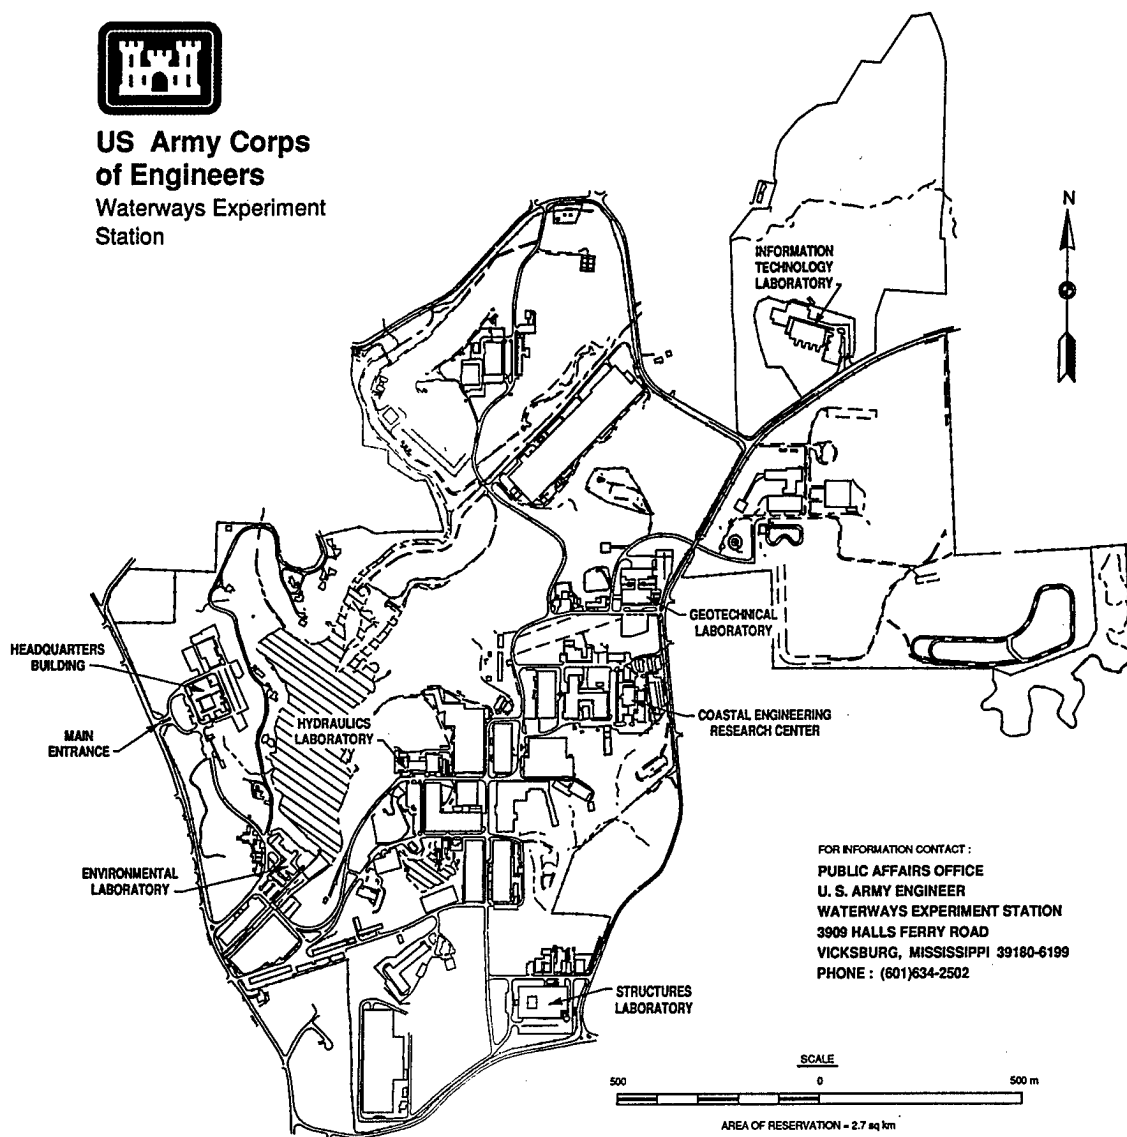 US Army Corps
of Engineers
Waterways Experiment
Station
N
INFORMATION
TECHNOLOGY
LABORATORY
GEOTECHNICAL
LABORATORY
HEADQUARTERS
BUILDING
MAIN
ENTRANCE
HYDRAULICS
LABORATORY
COASTAL ENGINEERING
RESEARCH CENTER
ENVIRONMENTAL
LABORATORY
STRUCTURES
LABORATORY
FOR INFORMATION CONTACT :
PUBLIC AFFAIRS OFFICE
U. S. ARMY ENGINEER
WATERWAYS EXPERIMENT STATION
3909 HALLS FERRY ROAD
VICKSBURG, MISSISSIPPI 39180-6199
PHONE : (601)634-2502
SCALE
500 0 500 m
AREA OF RESERVATION = 2.7 sq km